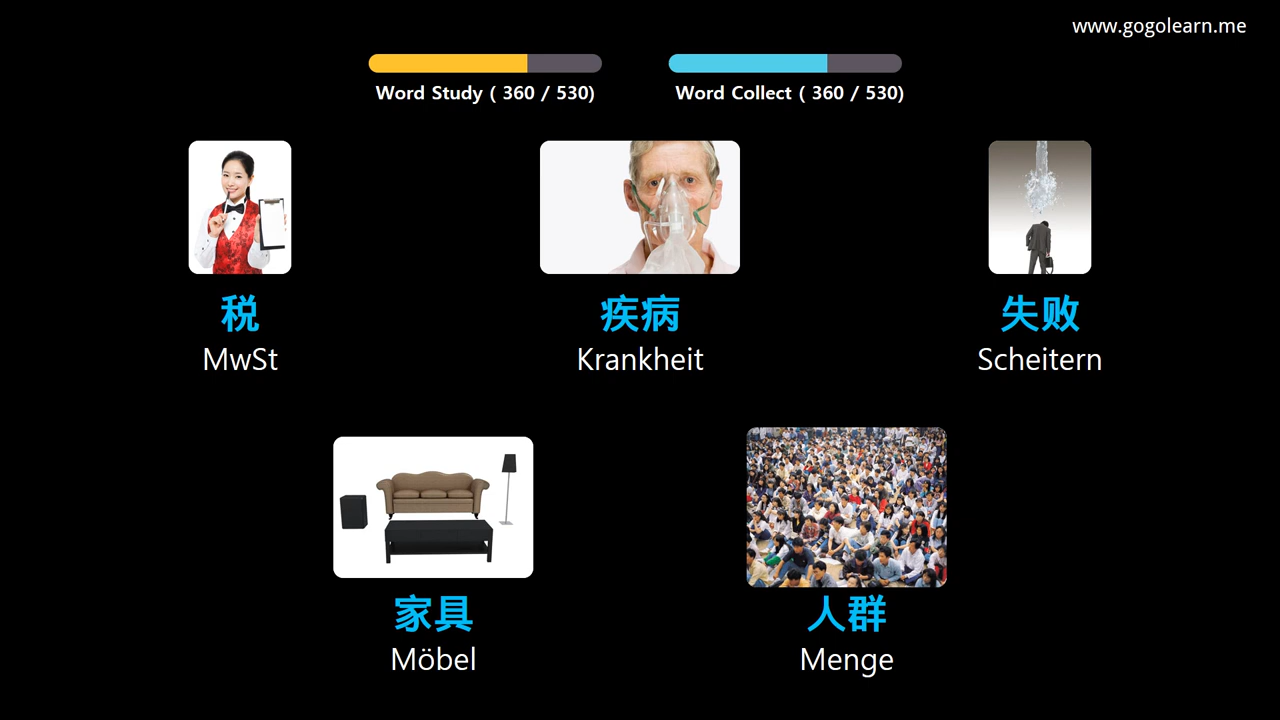 www.gogolearn.me
Word Study ( 360 / 530)
Word Collect ( 360 / 530)
税
MwSt
疾病
Krankheit
失败
Scheitern
家具
Möbel
人群
Menge